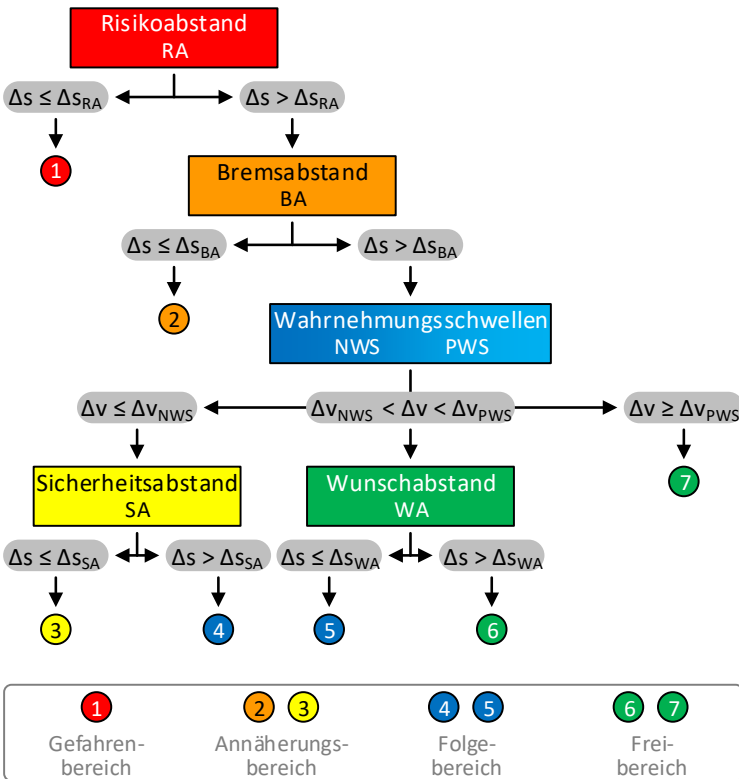 Risikoabstand
RA
Δs ≤ Δs_RA
Δs > Δs_RA
1
Bremsabstand
BA
Δs ≤ Δs_BA
Δs > Δs_BA
2
Wahrnehmungsschwellen
NWS PWS
Δv ≤ Δv_NWS
Δv_NWS < Δv < Δv_PWS
Δv ≥ Δv_PWS
7
Sicherheitsabstand
SA
Wunschabstand
WA
Δs ≤ Δs_SA
Δs > Δs_SA
Δs ≤ Δs_WA
Δs > Δs_WA
3
4
5
6
1
Gefahren-
bereich
2 3
Annäherungs-
bereich
4 5
Folge-
bereich
6 7
Frei-
bereich